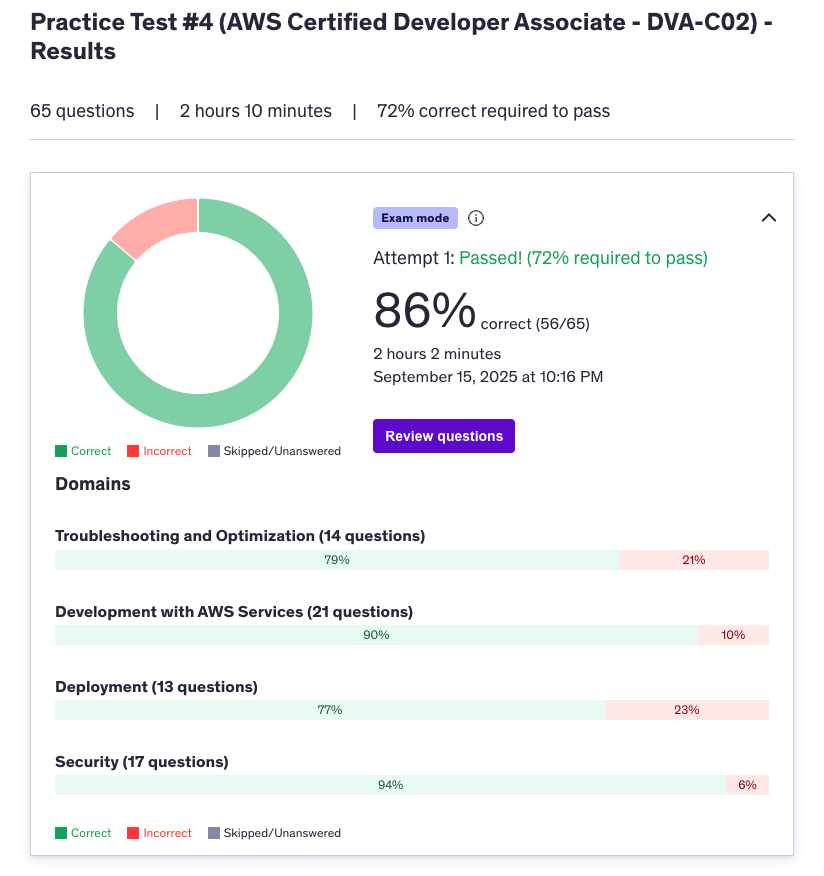 Practice Test #4 (AWS Certified Developer Associate - DVA-C02) -
Results
65 questions | 2 hours 10 minutes | 72% correct required to pass
Exam mode
Attempt 1: Passed! (72% required to pass)
86% correct (56/65)
2 hours 2 minutes
September 15, 2025 at 10:16 PM
Review questions
Correct Incorrect Skipped/Unanswered
Domains
Troubleshooting and Optimization (14 questions)
79% 21%
Development with AWS Services (21 questions)
90% 10%
Deployment (13 questions)
77% 23%
Security (17 questions)
94% 6%
Correct Incorrect Skipped/Unanswered